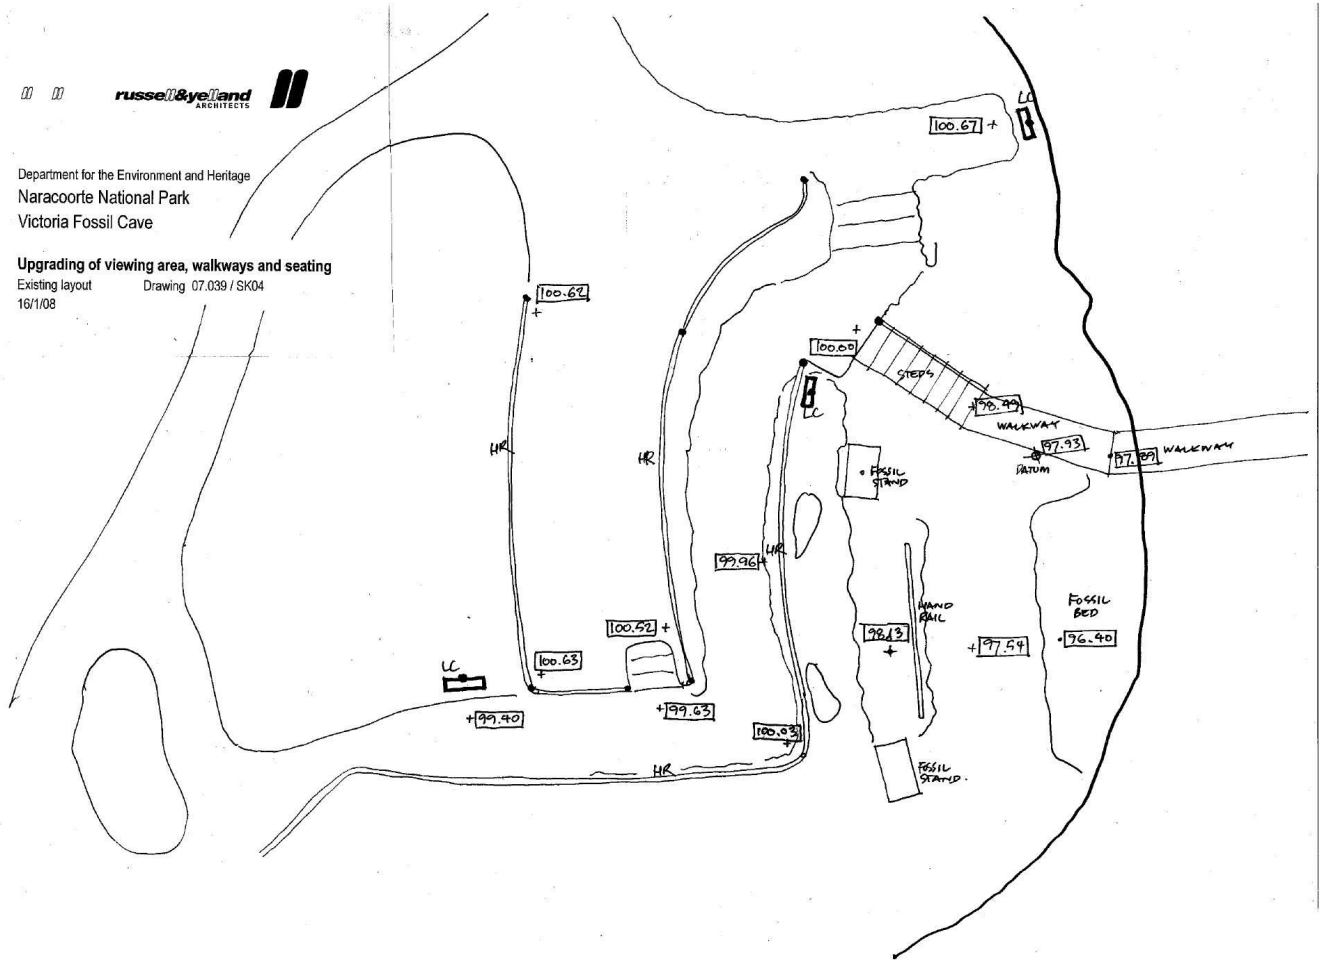 russell&yelland
ARCHITECTS
Department for the Environment and Heritage
Naracoorte National Park
Victoria Fossil Cave
Upgrading of viewing area, walkways and seating
Existing layout Drawing 07.039 / SK04
16/1/08
LC
100.67
100.62
100.60
STEPS
LC
98.49
WALKWAY
97.93
DATUM
97.89
WALKWAY
HR
HR
FOSSIL
STAND
99.96
HR
FOSSIL
BED
HAND
RAIL
100.52
98.13
97.54
96.40
LC
100.63
99.40
99.63
100.03
HR
FOSSIL
STAND.